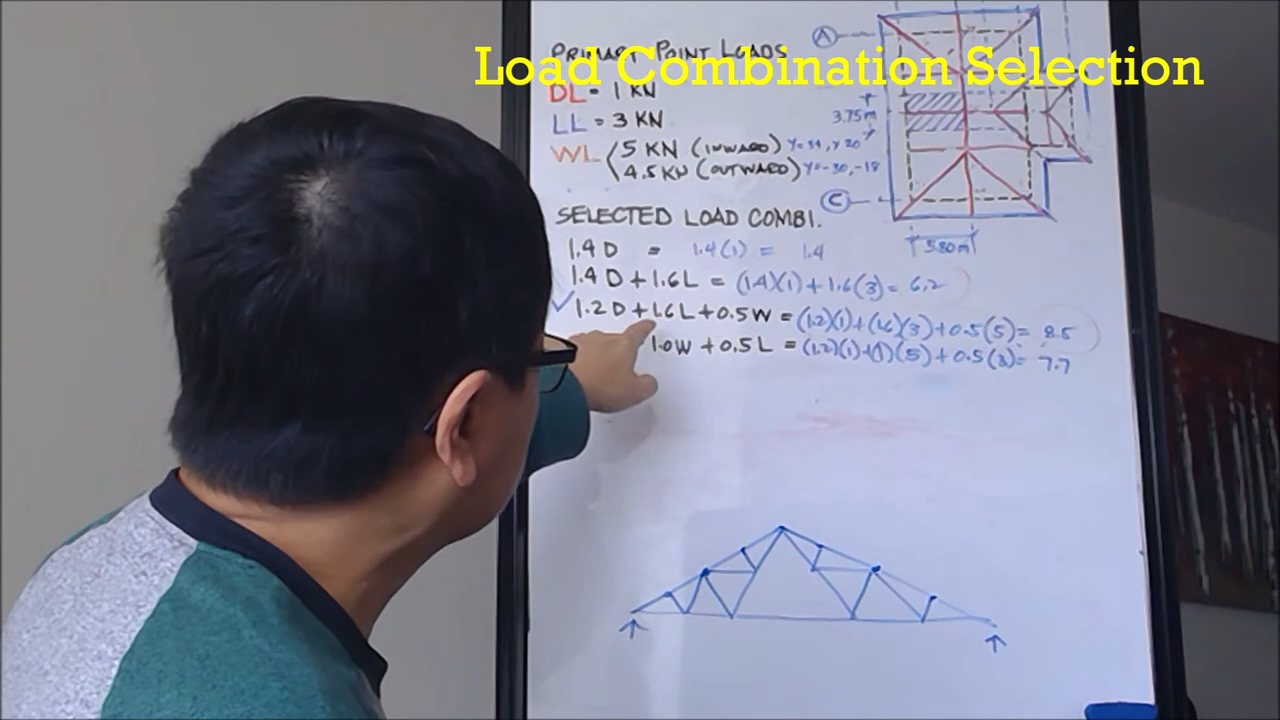 Load Combination Selection
PRIMARY POINT LOADS
DL = 1 KN
LL = 3 KN
WL 5 KN (INWARD) Y=34, Y20
4.5 KN (OUTWARD) Y=-30, -18
SELECTED LOAD COMBI.
1.4 D = 1.4(1) = 1.4
1.4 D + 1.6 L = (1.4)(1) + 1.6(3) = 6.2
✓ 1.2 D + 1.6 L + 0.5 W = (1.2)(1) + (1.6)(3) + 0.5(5) = 8.5
1.0 W + 0.5 L = (1.2)(1) + (1)(5) + 0.5(3) = 7.7
A
3.75m
C
5.80m